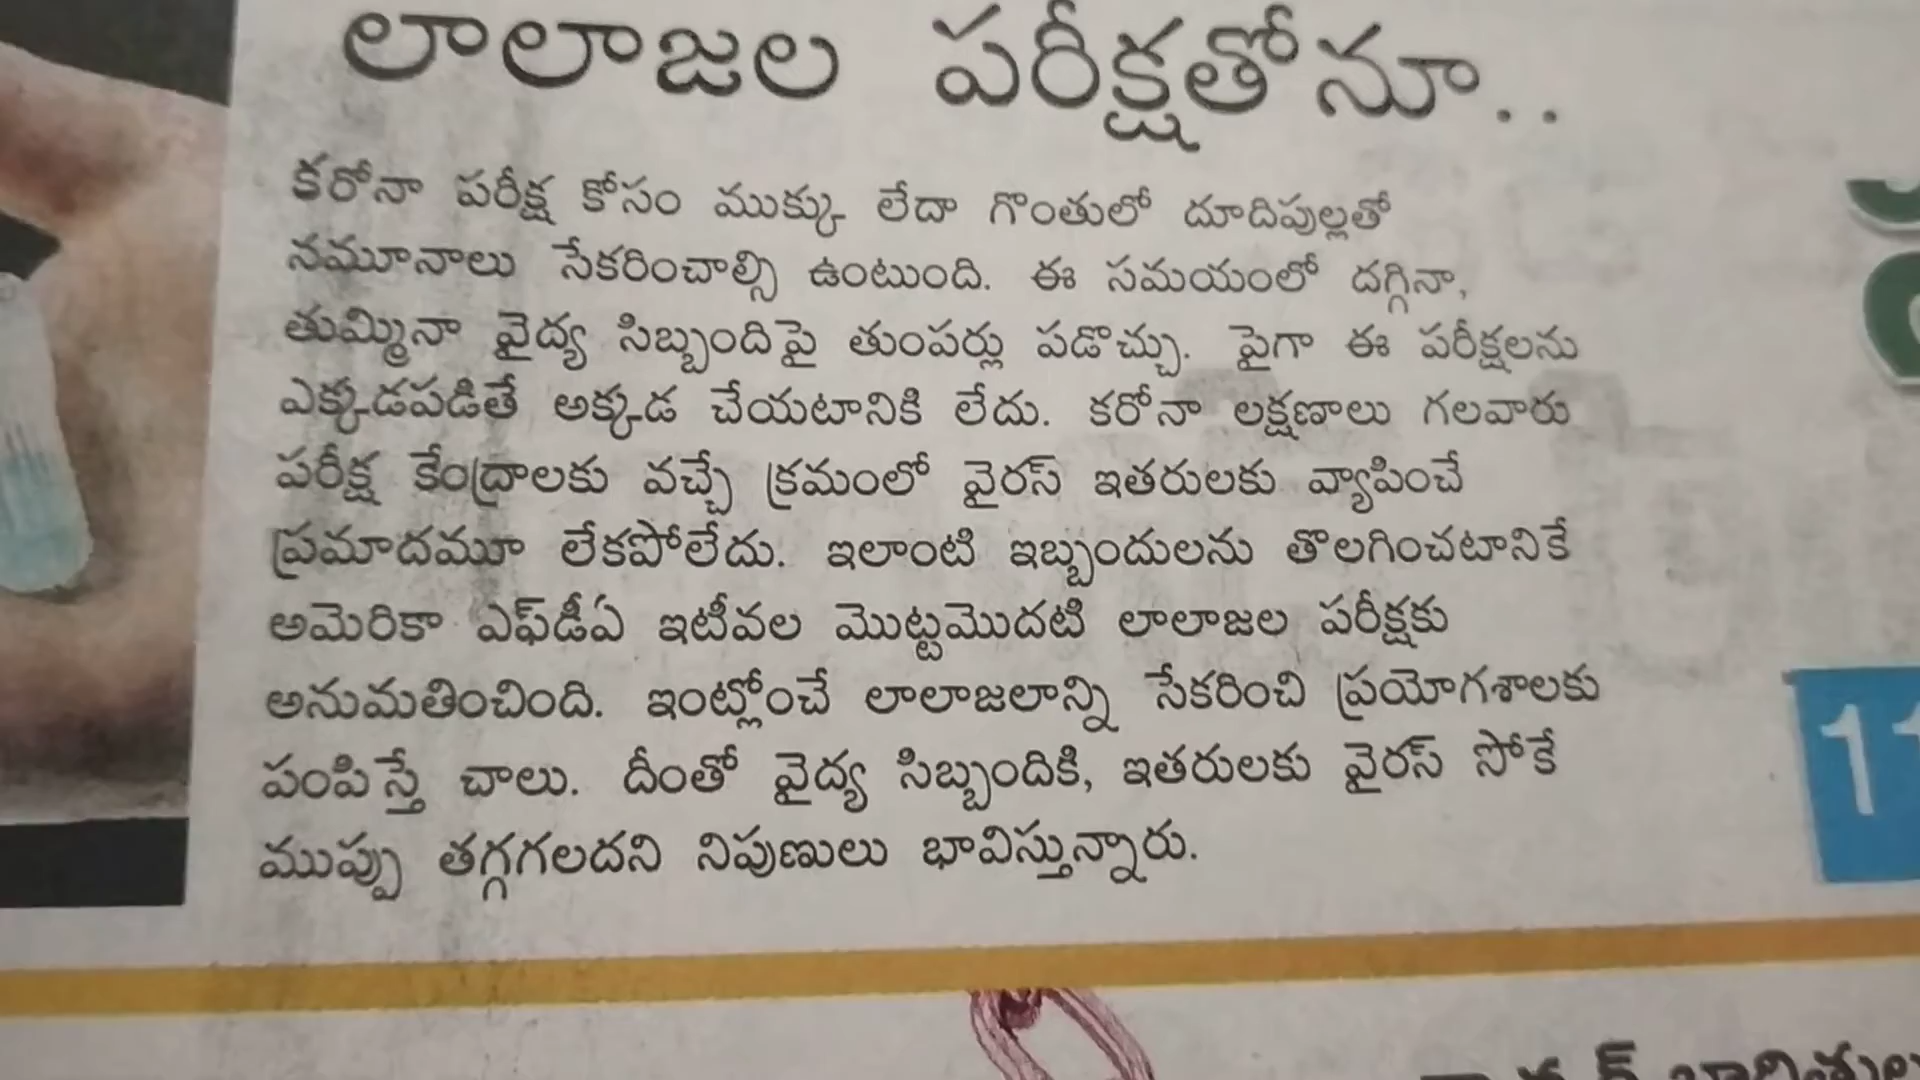 లాలాజల పరీక్షతోనూ..
కరోనా పరీక్ష కోసం ముక్కు లేదా గొంతులో దూదిపుల్లతో
నమూనాలు సేకరించాల్సి ఉంటుంది. ఈ సమయంలో దగ్గినా,
తుమ్మినా వైద్య సిబ్బందిపై తుంపర్లు పడొచ్చు. పైగా ఈ పరీక్షలను
ఎక్కడపడితే అక్కడ చేయటానికి లేదు. కరోనా లక్షణాలు గలవారు
పరీక్ష కేంద్రాలకు వచ్చే క్రమంలో వైరస్ ఇతరులకు వ్యాపించే
ప్రమాదమూ లేకపోలేదు. ఇలాంటి ఇబ్బందులను తొలగించటానికే
అమెరికా ఎఫ్‌డీఏ ఇటీవల మొట్టమొదటి లాలాజల పరీక్షకు
అనుమతించింది. ఇంట్లోంచే లాలాజలాన్ని సేకరించి ప్రయోగశాలకు
పంపిస్తే చాలు. దీంతో వైద్య సిబ్బందికి, ఇతరులకు వైరస్ సోకే
ముప్పు తగ్గగలదని నిపుణులు భావిస్తున్నారు.